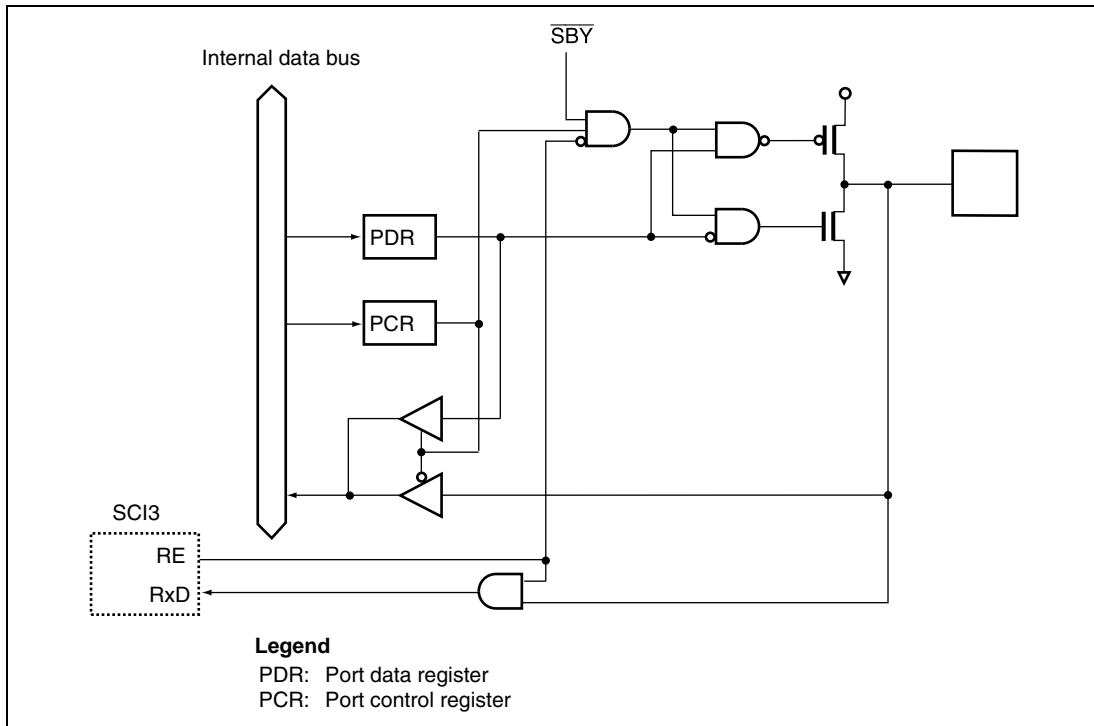 SBY
Internal data bus
PDR
PCR
SCI3
RE
RxD
Legend
PDR: Port data register
PCR: Port control register